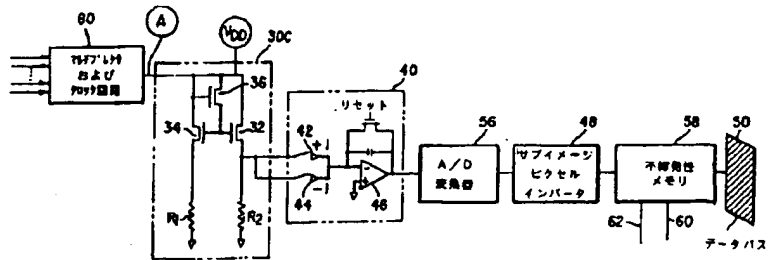 80
A
VDD
30C
マルチプレクサ
および
クロック回路
36
34
32
R1
R2
40
リセット
42
+
44
-
-
+
46
56
A/D
変換器
48
サブイメージ
ピクセル
インバータ
58
不揮発性
メモリ
50
62
60
データバス